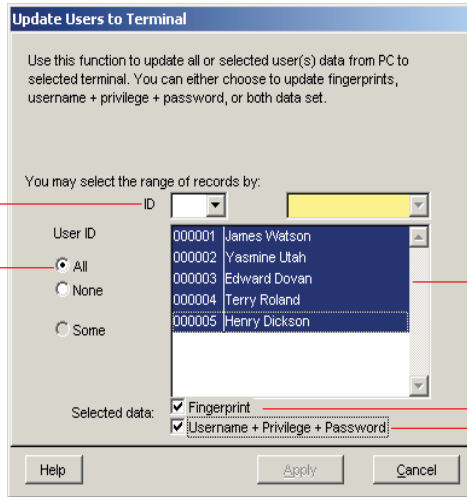 Update Users to Terminal
Use this function to update all or selected user(s) data from PC to
selected terminal. You can either choose to update fingerprints,
username + privilege + password, or both data set.
You may select the range of records by:
ID
User ID
All
None
Some
000001 James Watson
000002 Yasmine Utah
000003 Edward Dovan
000004 Terry Roland
000005 Henry Dickson
Selected data:
Fingerprint
Username + Privilege + Password
Help
Apply
Cancel